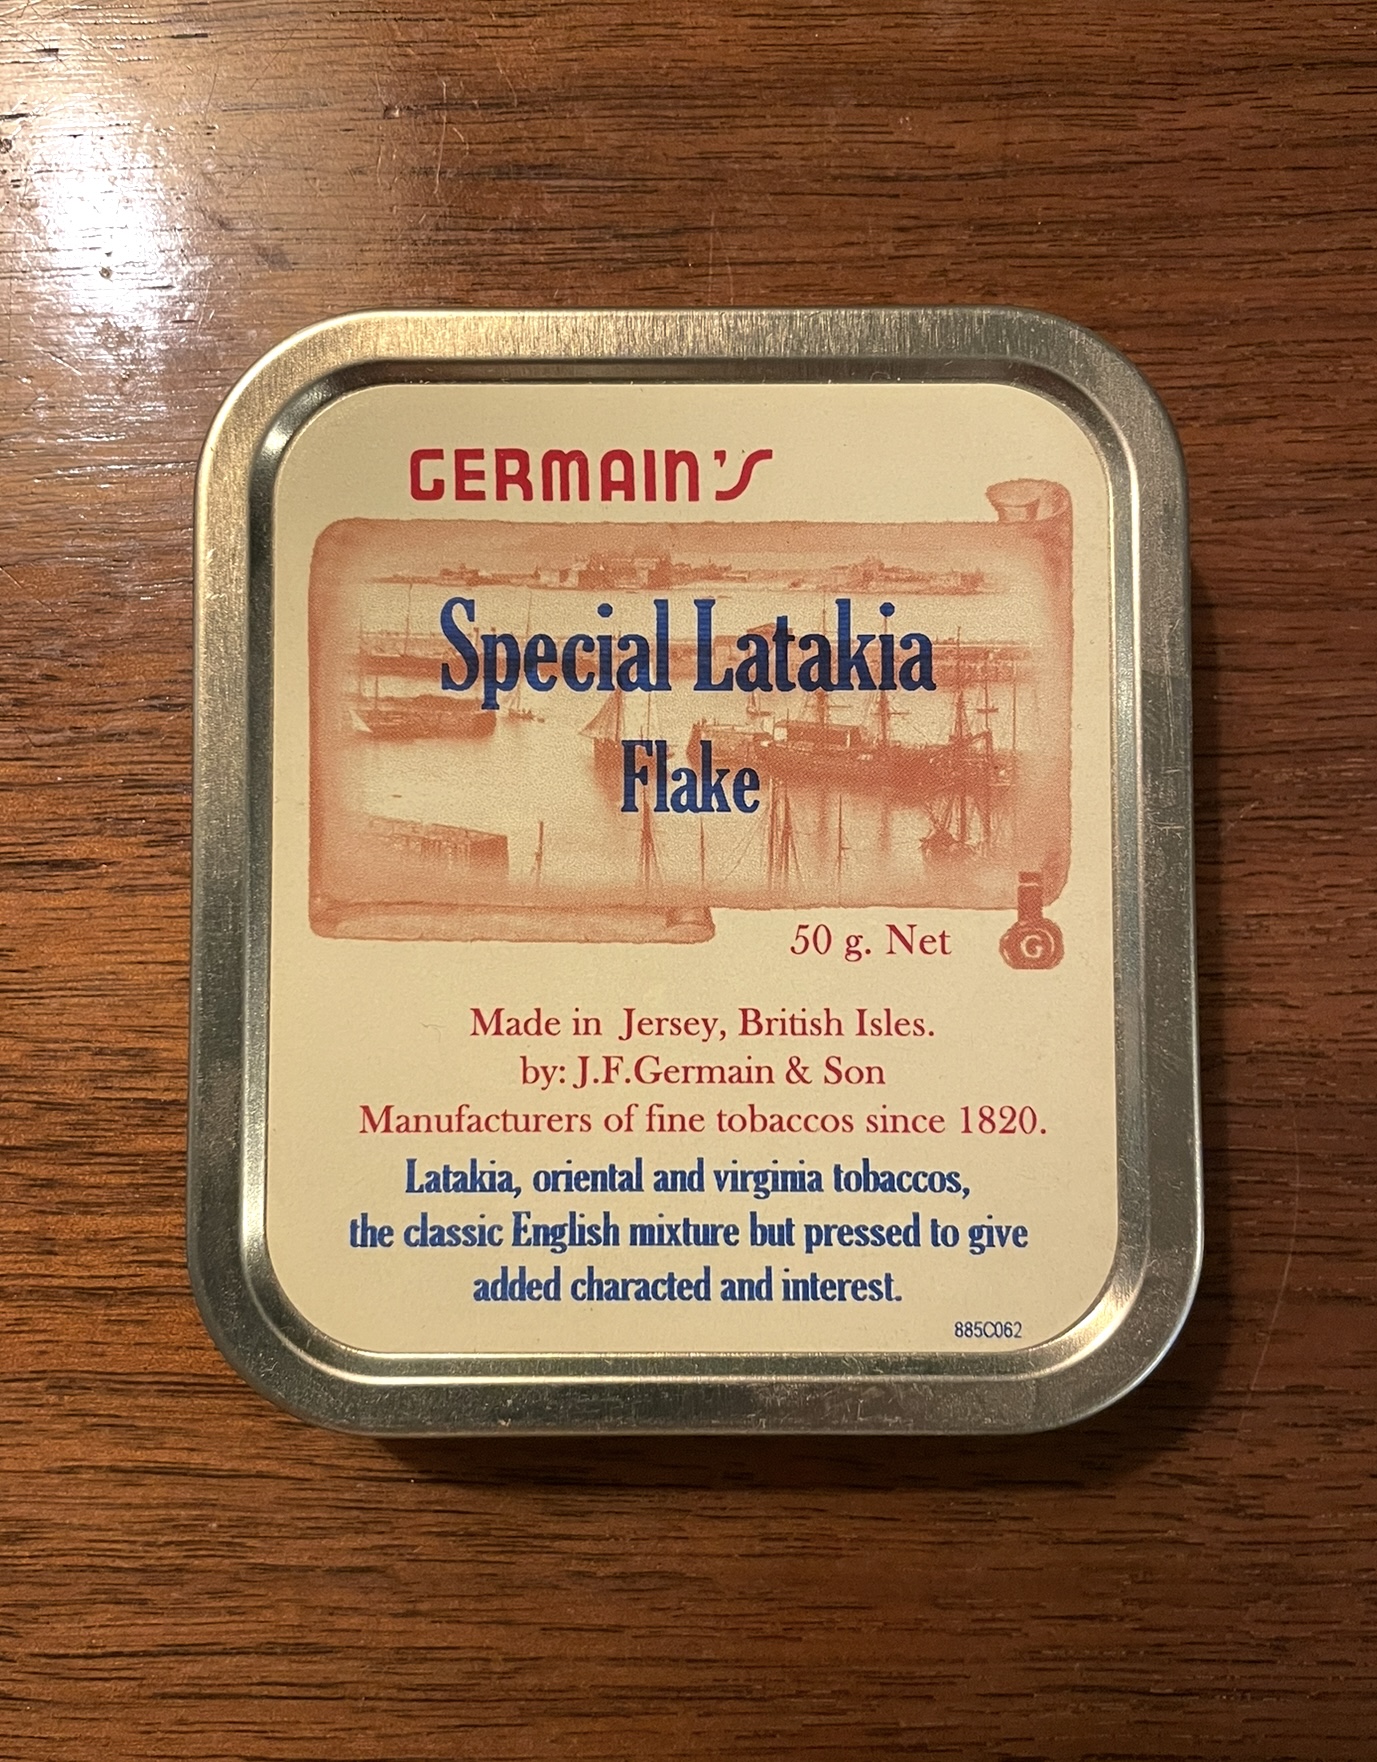 GERMAIN'S
Special Latakia
Flake
50 g. Net
G
Made in Jersey, British Isles.
by: J.F.Germain & Son
Manufacturers of fine tobaccos since 1820.
Latakia, oriental and virginia tobaccos,
the classic English mixture but pressed to give
added characted and interest.
885C062